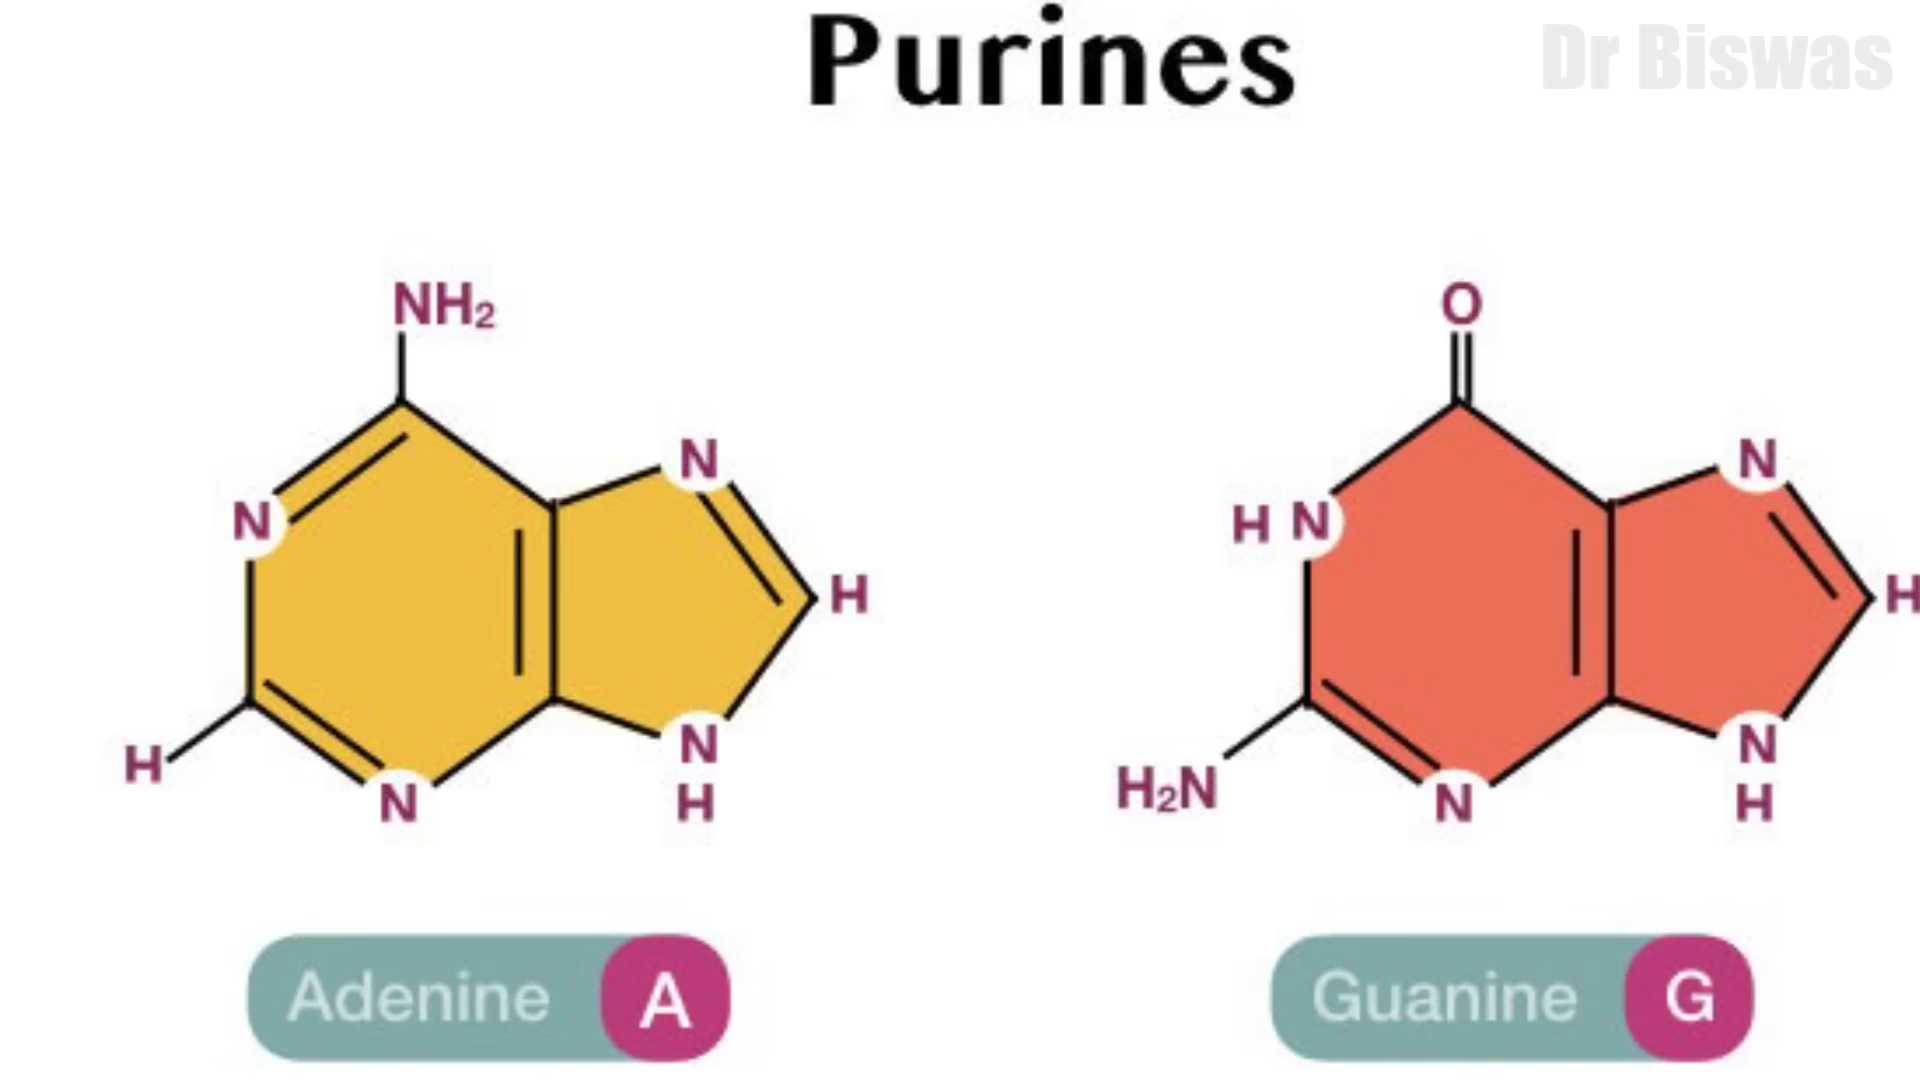 Purines
Dr Biswas
NH₂
O
N
N
N
H N
H
H
H
N
H
N
H₂N
N
N
H
Adenine A
Guanine G